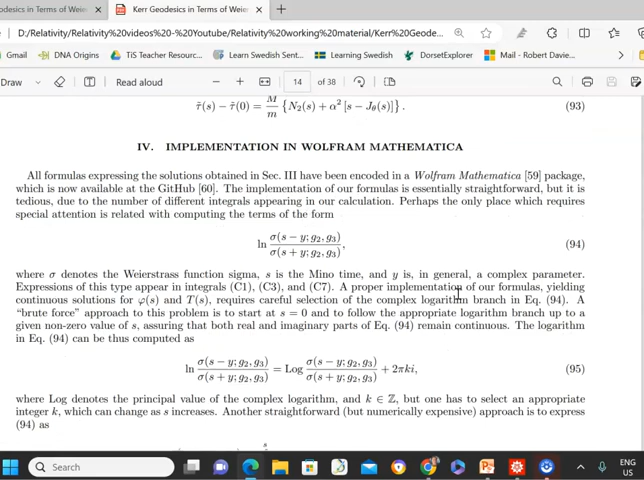 odesics in Terms of Weiers
Kerr Geodesics in Terms of Weier
D:/Relativity/Relativity%20videos%20-%20Youtube/Relativity%20working%20material/Kerr%20Geode...
Gmail DNA Origins TiS Teacher Resourc... Learn Swedish Sent... Learning Swedish DorsetExplorer Mail - Robert Davie...
Draw Read aloud 14 of 38
τ̃(s) − τ̃(0) = M/m {N₂(s) + α² [s − J_θ(s)]} . (93)
IV. IMPLEMENTATION IN WOLFRAM MATHEMATICA
All formulas expressing the solutions obtained in Sec. III have been encoded in a Wolfram Mathematica [59] package,
which is now available at the GitHub [60]. The implementation of our formulas is essentially straightforward, but it is
tedious, due to the number of different integrals appearing in our calculation. Perhaps the only place which requires
special attention is related with computing the terms of the form
ln σ(s − y; g₂, g₃)/σ(s + y; g₂, g₃), (94)
where σ denotes the Weierstrass function sigma, s is the Mino time, and y is, in general, a complex parameter.
Expressions of this type appear in integrals (C1), (C3), and (C7). A proper implementation of our formulas, yielding
continuous solutions for φ(s) and T(s), requires careful selection of the complex logarithm branch in Eq. (94). A
“brute force” approach to this problem is to start at s = 0 and to follow the appropriate logarithm branch up to a
given non-zero value of s, assuring that both real and imaginary parts of Eq. (94) remain continuous. The logarithm
in Eq. (94) can be thus computed as
ln σ(s − y; g₂, g₃)/σ(s + y; g₂, g₃) = Log σ(s − y; g₂, g₃)/σ(s + y; g₂, g₃) + 2πki, (95)
where Log denotes the principal value of the complex logarithm, and k ∈ ℤ, but one has to select an appropriate
integer k, which can change as s increases. Another straightforward (but numerically expensive) approach is to express
(94) as
Search
ENG
US